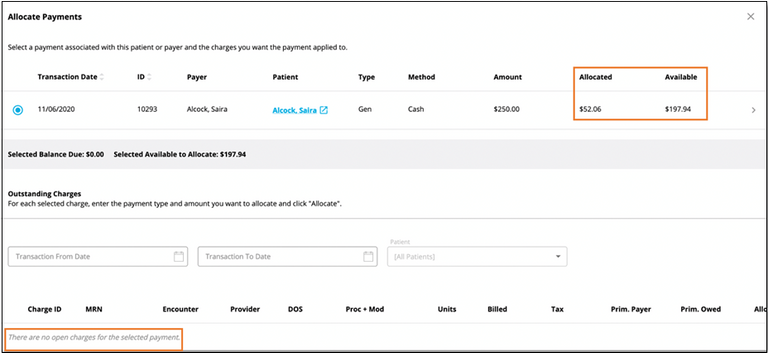 Allocate Payments
Select a payment associated with this patient or payer and the charges you want the payment applied to.
Transaction Date ID Payer Patient Type Method Amount Allocated Available
11/06/2020 10293 Alcock, Saira Alcock, Saira Gen Cash $250.00 $52.06 $197.94
Selected Balance Due: $0.00 Selected Available to Allocate: $197.94
Outstanding Charges
For each selected charge, enter the payment type and amount you want to allocate and click "Allocate".
Patient
Transaction From Date Transaction To Date [All Patients]
Charge ID MRN Encounter Provider DOS Proc + Mod Units Billed Tax Prim. Payer Prim. Owed Allo
There are no open charges for the selected payment.